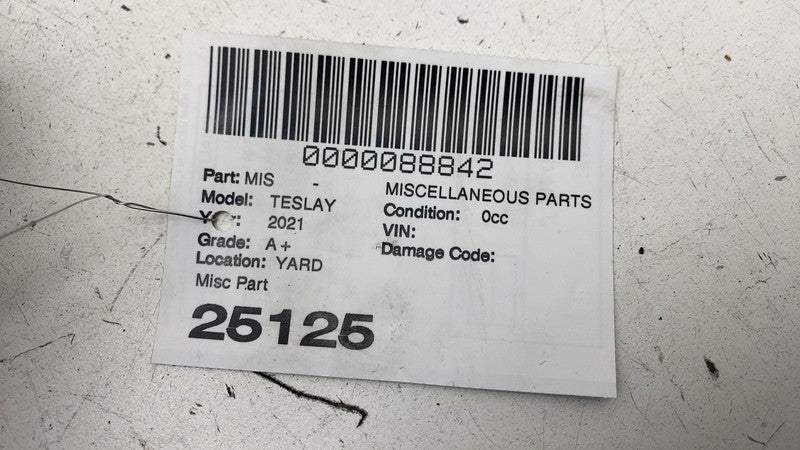 0000088842
Part: MIS - MISCELLANEOUS PARTS
Model: TESLAY Condition: 0cc
2021 VIN:
Grade: A+ Damage Code:
Location: YARD
Misc Part
25125